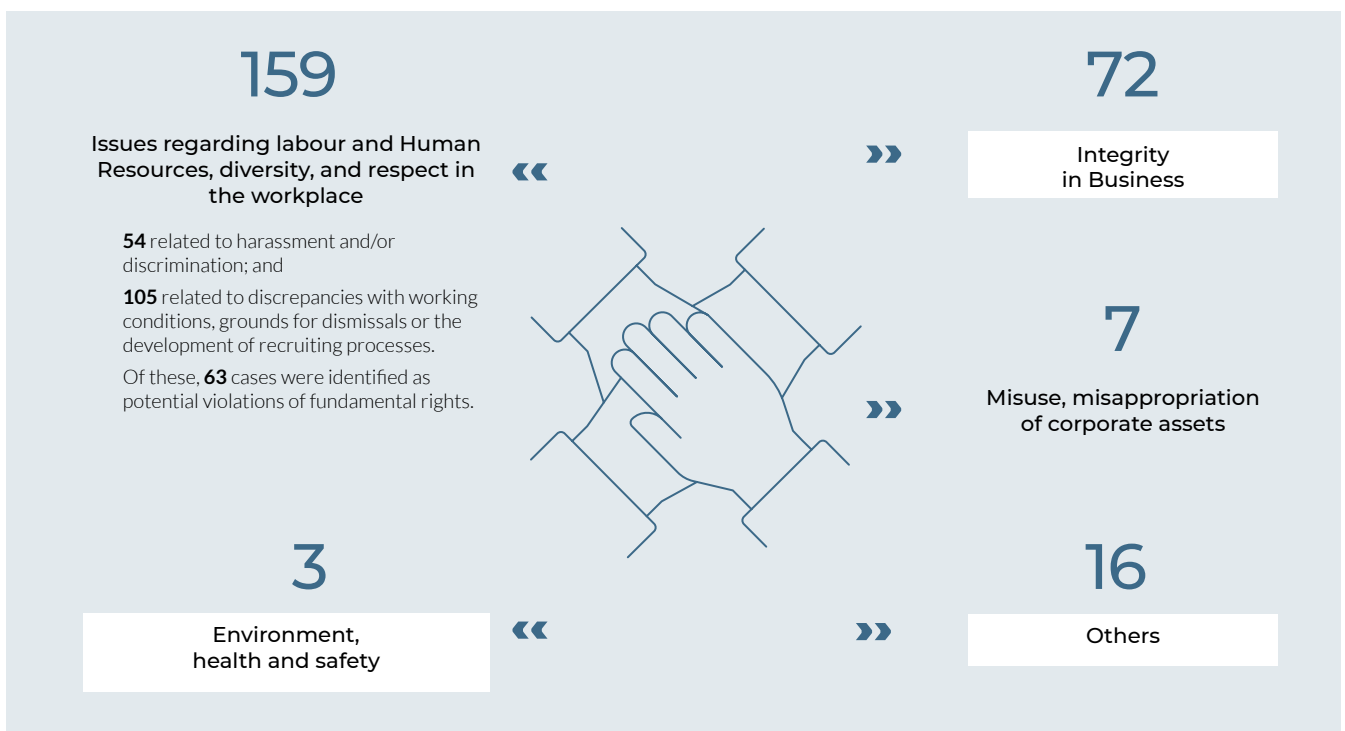 159
Issues regarding labour and Human
Resources, diversity, and respect in
the workplace
54 related to harassment and/or
discrimination; and
105 related to discrepancies with working
conditions, grounds for dismissals or the
development of recruiting processes.
Of these, 63 cases were identified as
potential violations of fundamental rights.
3
Environment,
health and safety
72
Integrity
in Business
7
Misuse, misappropriation
of corporate assets
16
Others